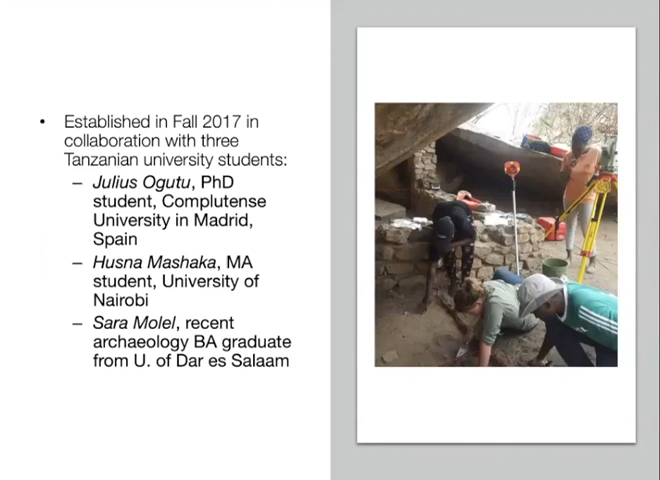 • Established in Fall 2017 in
collaboration with three
Tanzanian university students:
– Julius Ogutu, PhD
student, Complutense
University in Madrid,
Spain
– Husna Mashaka, MA
student, University of
Nairobi
– Sara Molel, recent
archaeology BA graduate
from U. of Dar es Salaam